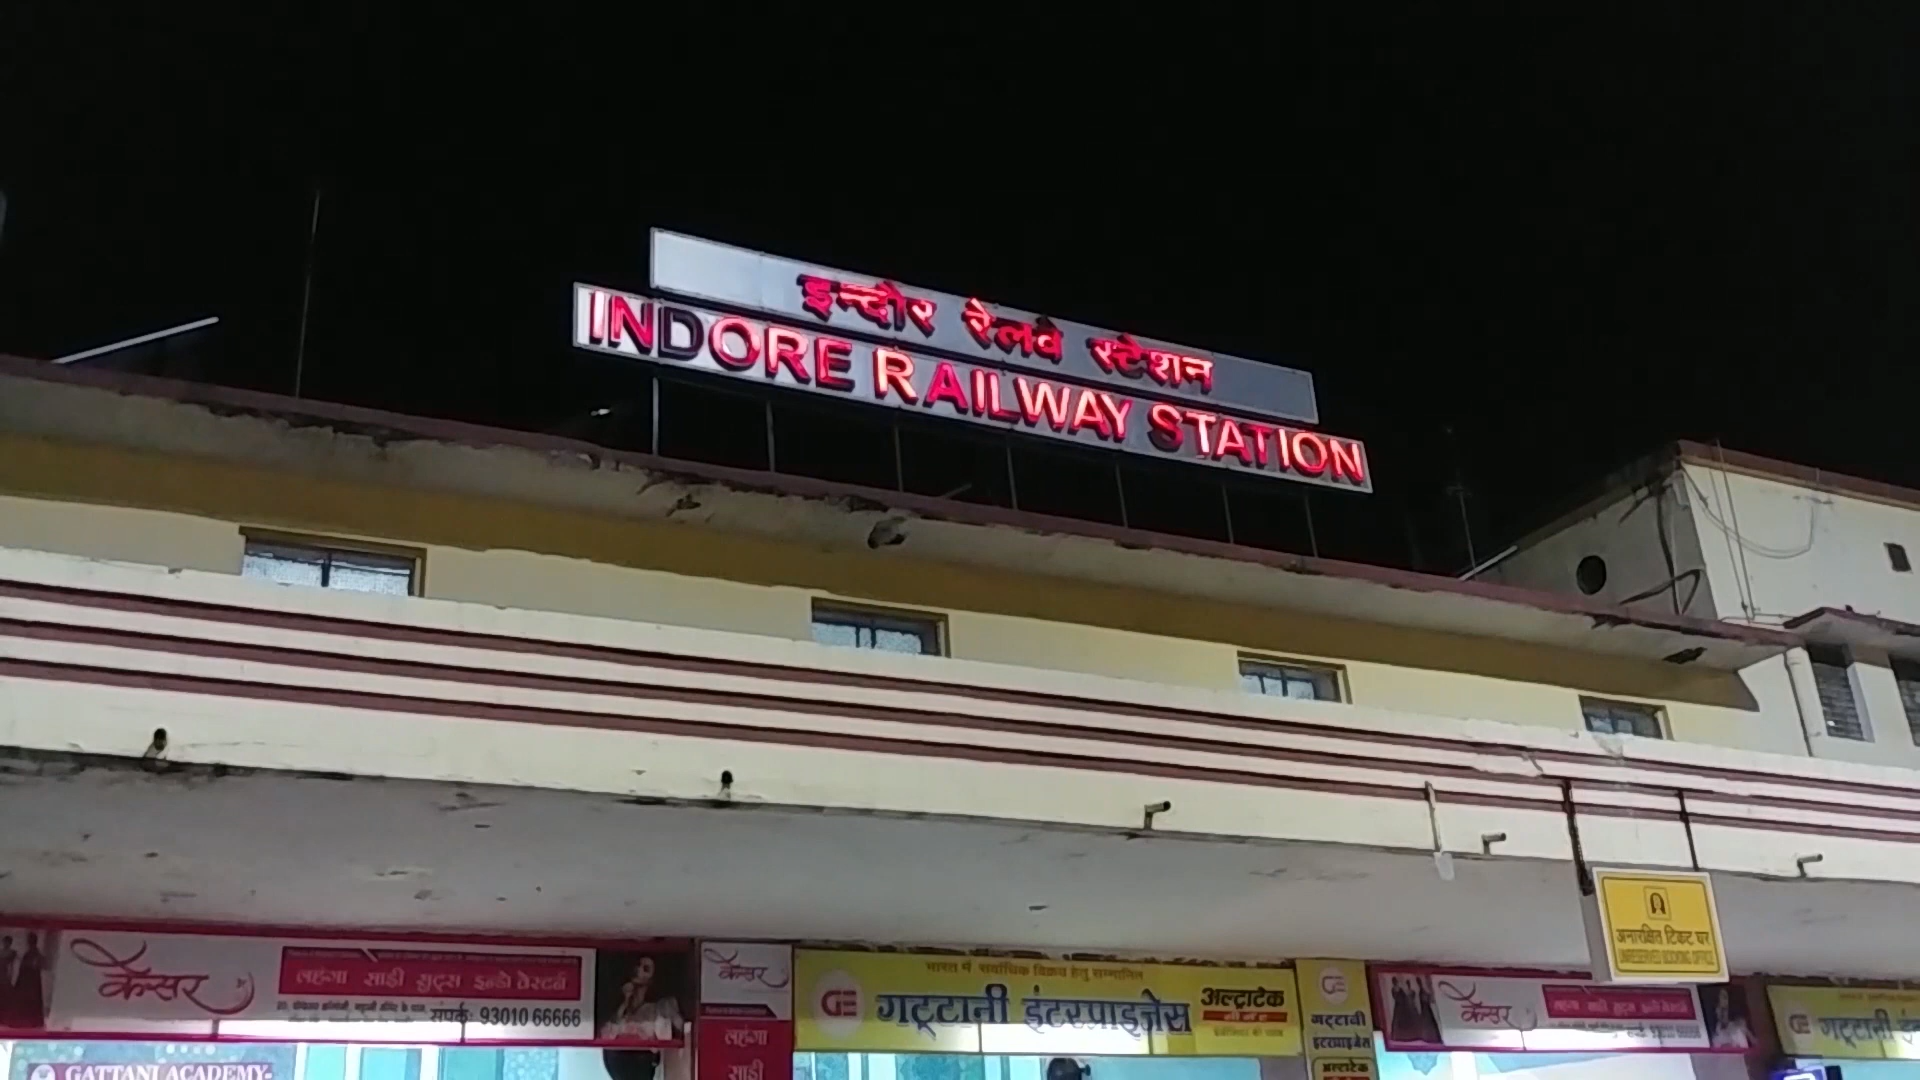 इन्दौर रेलवे स्टेशन
INDORE RAILWAY STATION
अनारक्षित टिकट घर
UNRESERVED BOOKING OFFICE
केसर
लहंगा साड़ी सुट्स इन्डो वेस्टर्न
संपर्क: 93010 66666
केसर
लहंगा
साड़ी
भारत में सर्वाधिक विक्रय हेतु सम्मानित
GE
गट्टानी इंटरप्राइजेस
अल्ट्राटेक
GE
गट्टानी
इंटरप्राइजेस
अल्ट्राटेक
केसर
GE
GATTANI ACADEMY-